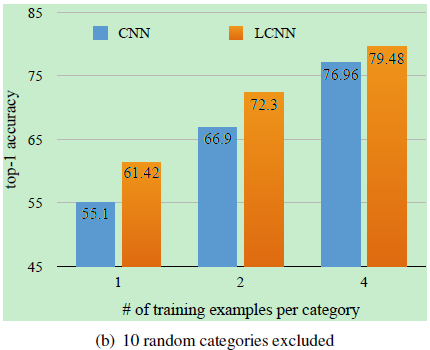 85
CNN LCNN
79.48
76.96
75
72.3
66.9
65
61.42
55.1
55
45
1 2 4
top-1 accuracy
# of training examples per category
(b) 10 random categories excluded